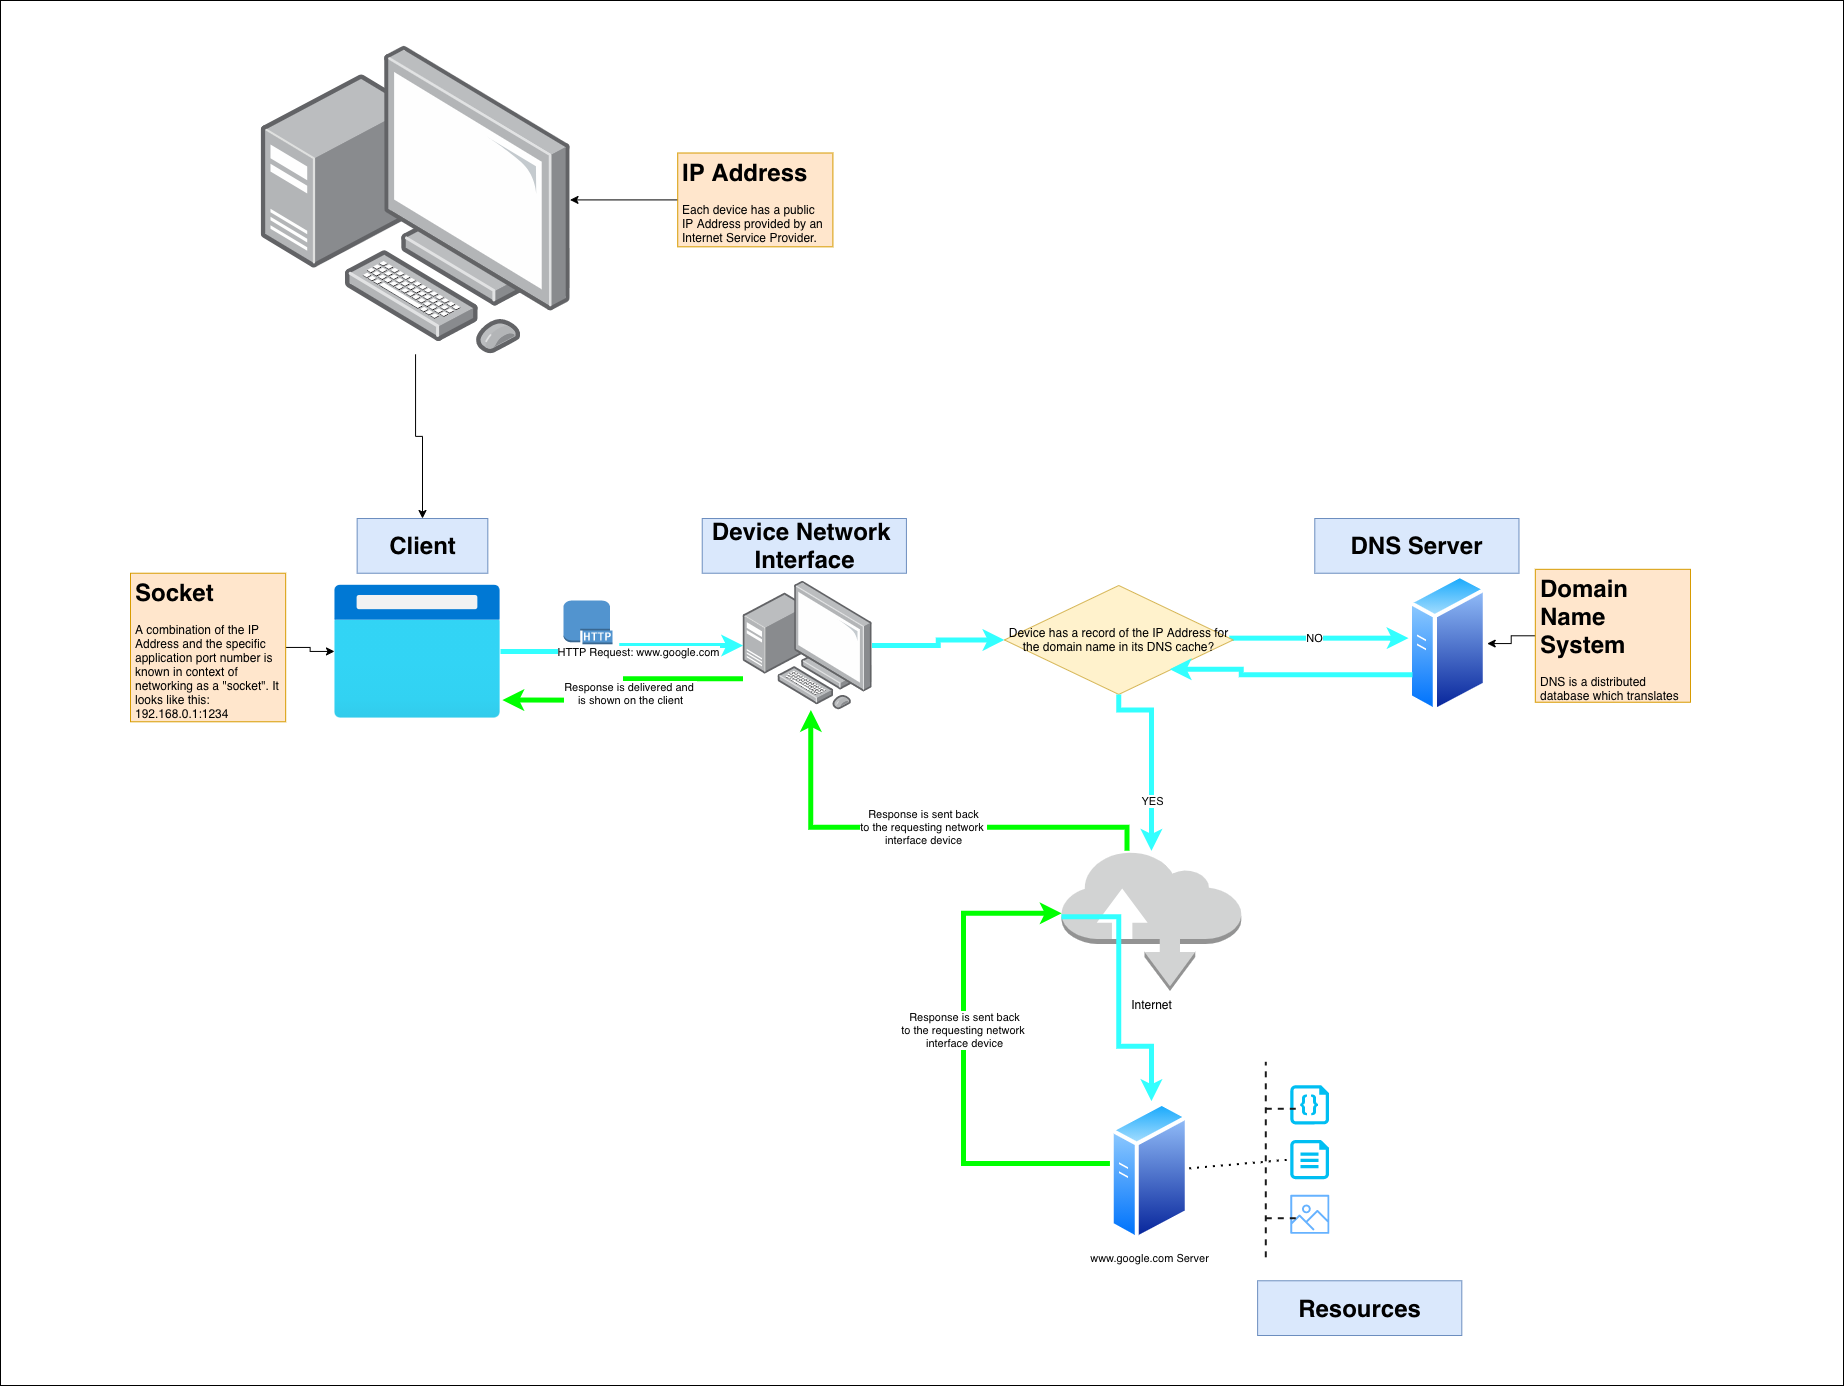 IP Address
Each device has a public
IP Address provided by an
Internet Service Provider.
Client
Device Network
Interface
DNS Server
Socket
A combination of the IP
Address and the specific
application port number is
known in context of
networking as a "socket". It
looks like this:
192.168.0.1:1234
HTTP
HTTP Request: www.google.com
Response is delivered and
is shown on the client
Device has a record of the IP Address for
the domain name in its DNS cache?
NO
Domain
Name
System
DNS is a distributed
database which translates
YES
Response is sent back
to the requesting network
interface device
Internet
Response is sent back
to the requesting network
interface device
{}
www.google.com Server
Resources